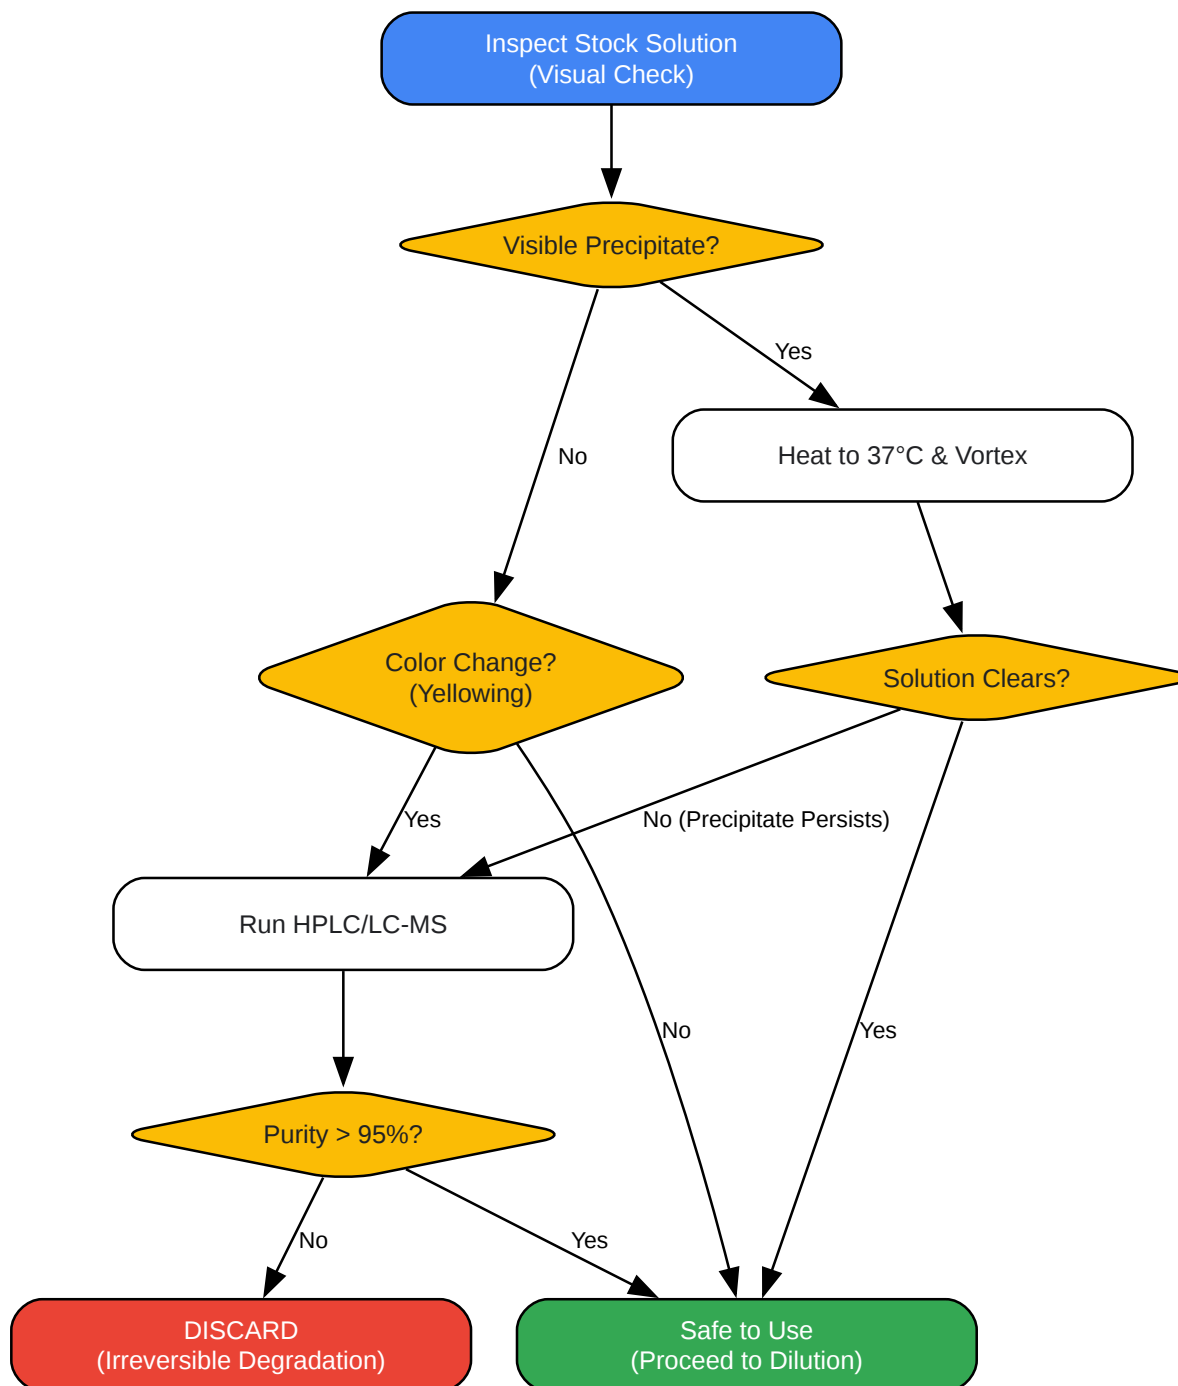 Inspect Stock Solution
(Visual Check)
Visible Precipitate?
Yes
No
Heat to 37°C & Vortex
Color Change?
(Yellowing)
Solution Clears?
Yes
No (Precipitate Persists)
Run HPLC/LC-MS
No
Yes
Purity > 95%?
No
Yes
DISCARD
(Irreversible Degradation)
Safe to Use
(Proceed to Dilution)